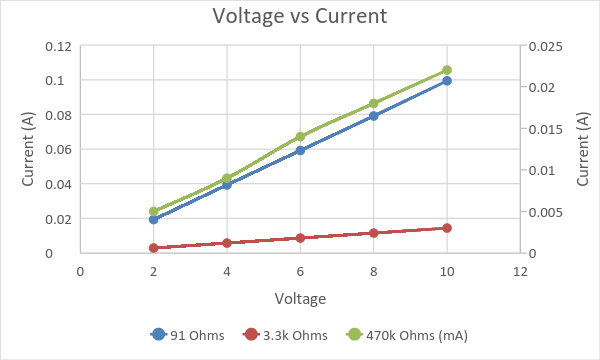 Voltage vs Current
0.12 0.025
0.1 0.02
0.08 0.015
0.06
0.04 0.01
0.02 0.005
0 0
0 2 4 6 8 10 12
Current (A)
Current (A)
Voltage
91 Ohms 3.3k Ohms 470k Ohms (mA)